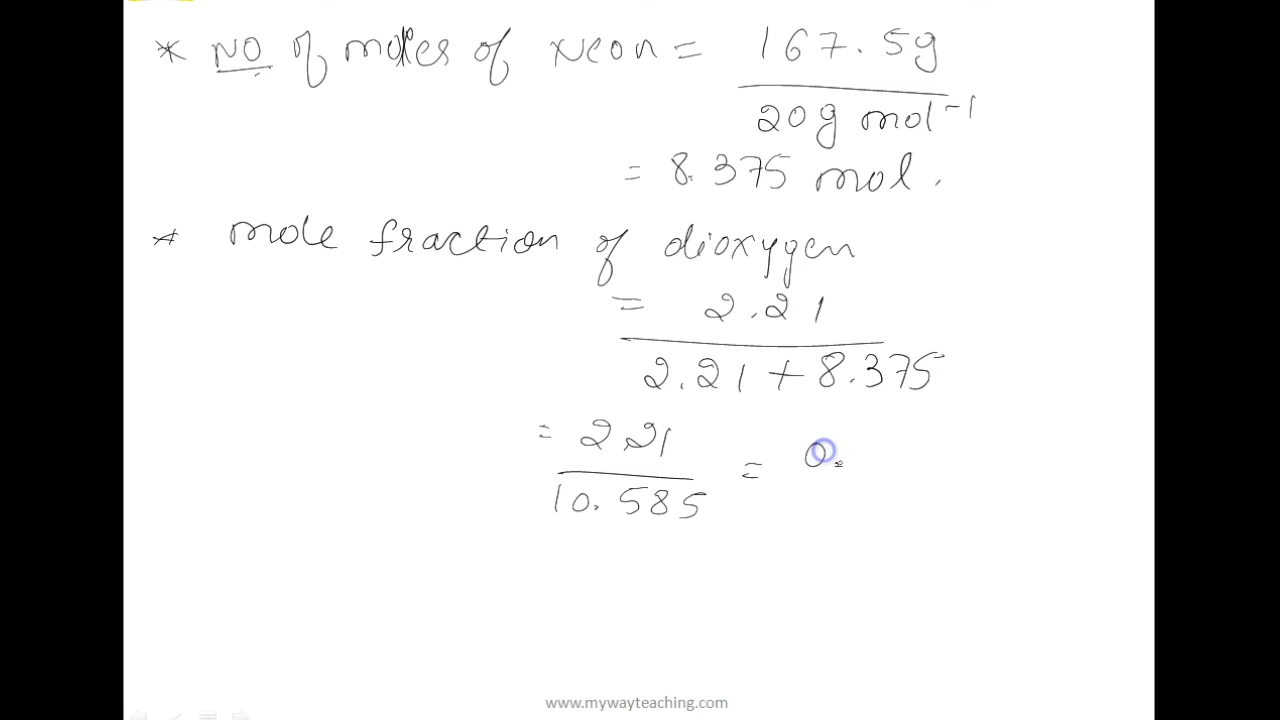 * NO of moles of neon = 167.5g
20g mol-1
= 8.375 mol.
* mole fraction of dioxygen
= 2.21
2.21 + 8.375
= 2.21
10.585
= 0.
www.mywayteaching.com